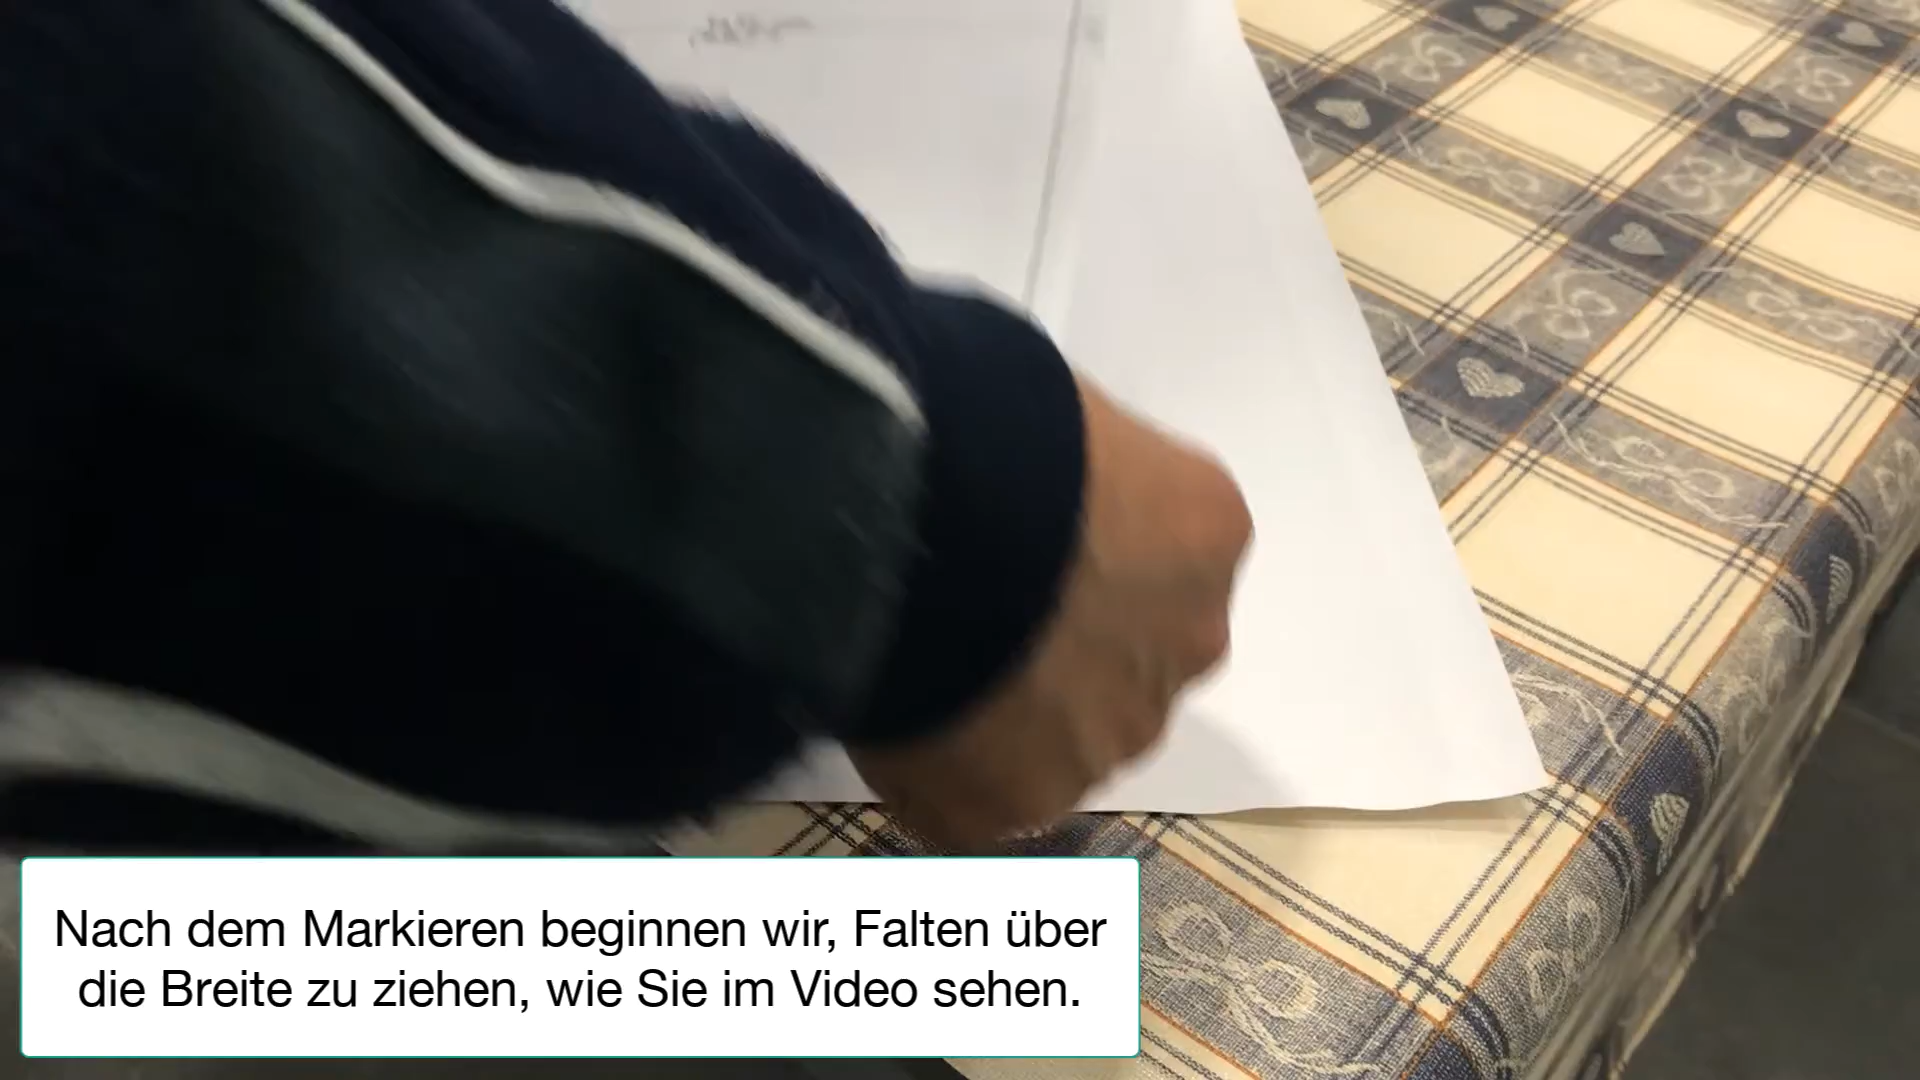 Nach dem Markieren beginnen wir, Falten über
die Breite zu ziehen, wie Sie im Video sehen.